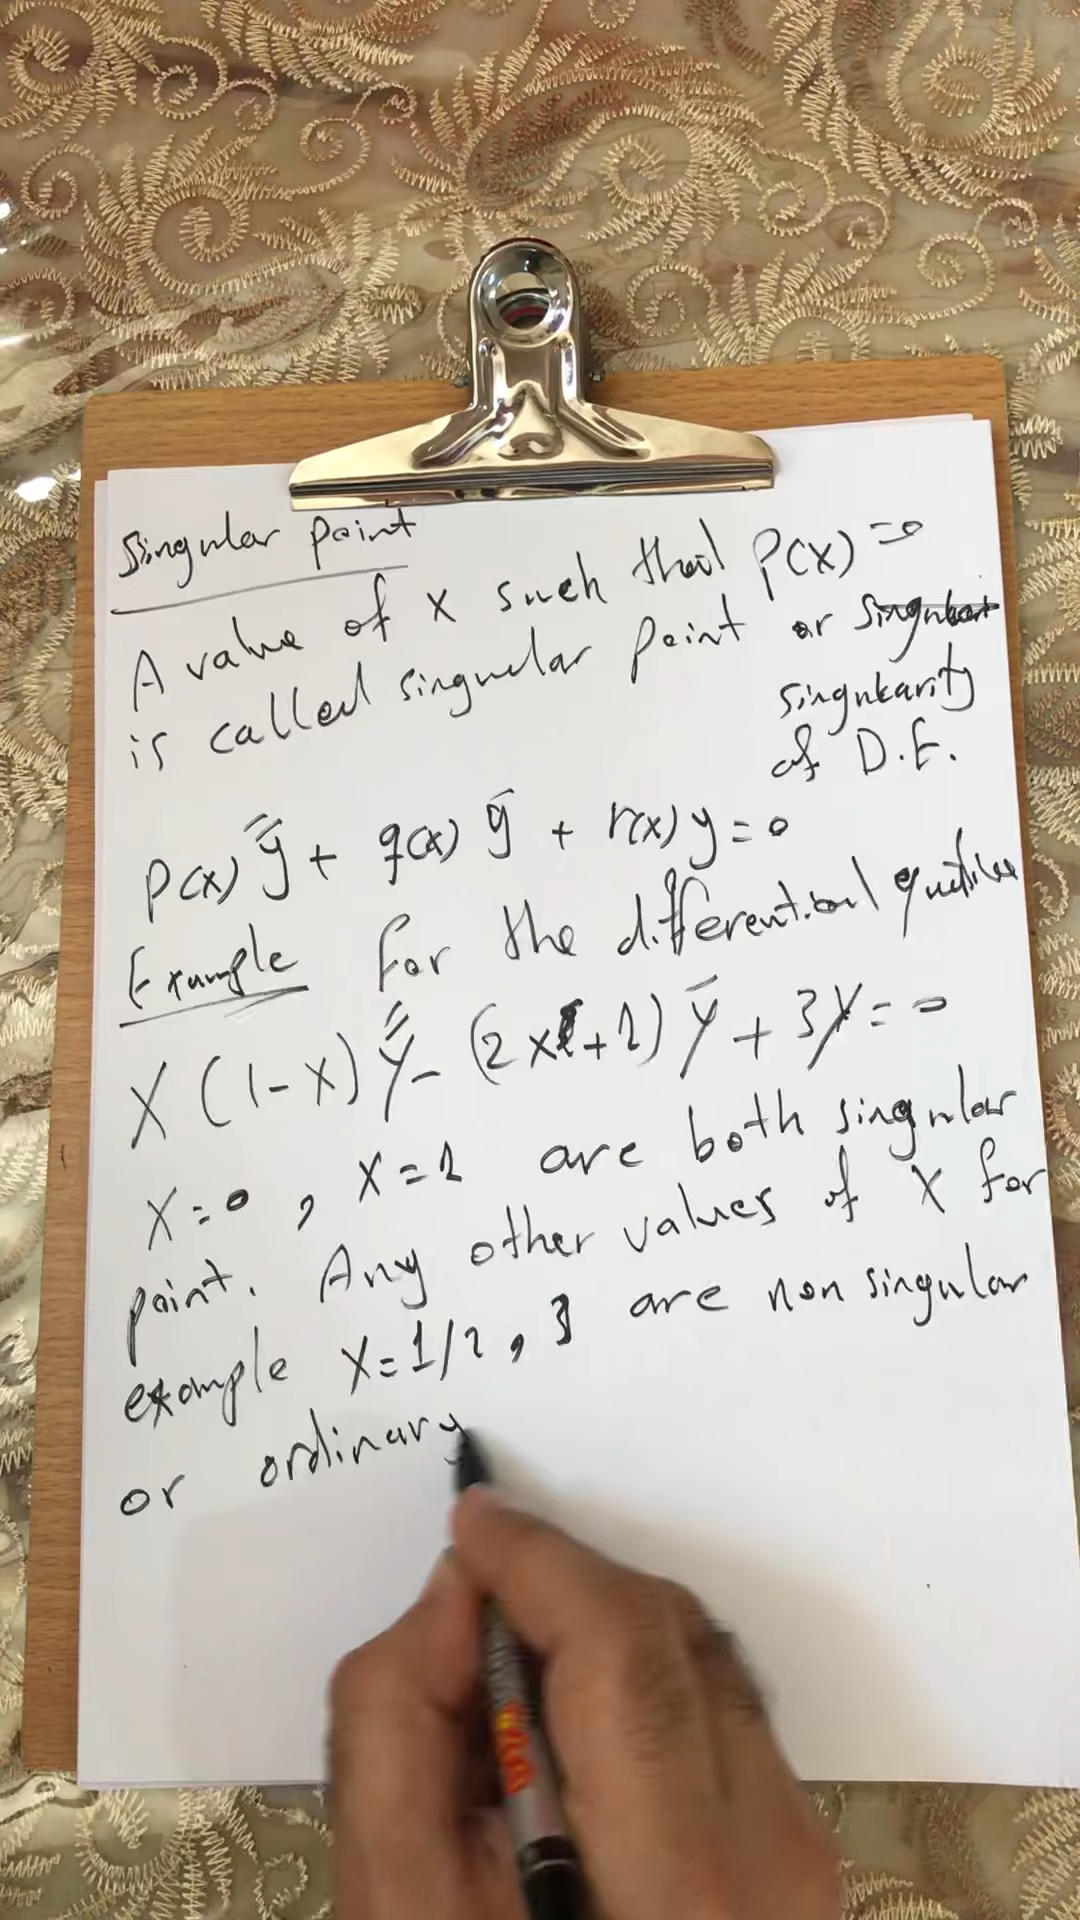 Singular point
A value of x such that P(x) = 0
is called singular point or singular
singularity
of D.E.
P(x) y̿ + q(x) y̅ + r(x) y = 0
Example For the differential
X (1-X) y̿ - (2x+1) y̅ + 3y = 0
X = 0 , X = 1 are both singular
point. Any other values of X for
example X = 1/2 , 3 are non singular
or ordinary